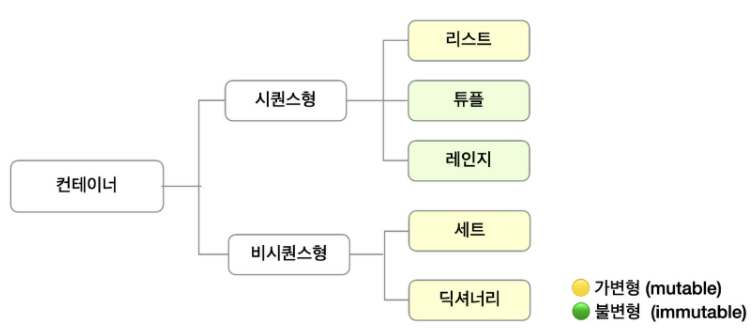 컨테이너
시퀀스형
리스트
튜플
레인지
비시퀀스형
세트
딕셔너리
가변형 (mutable)
불변형 (immutable)